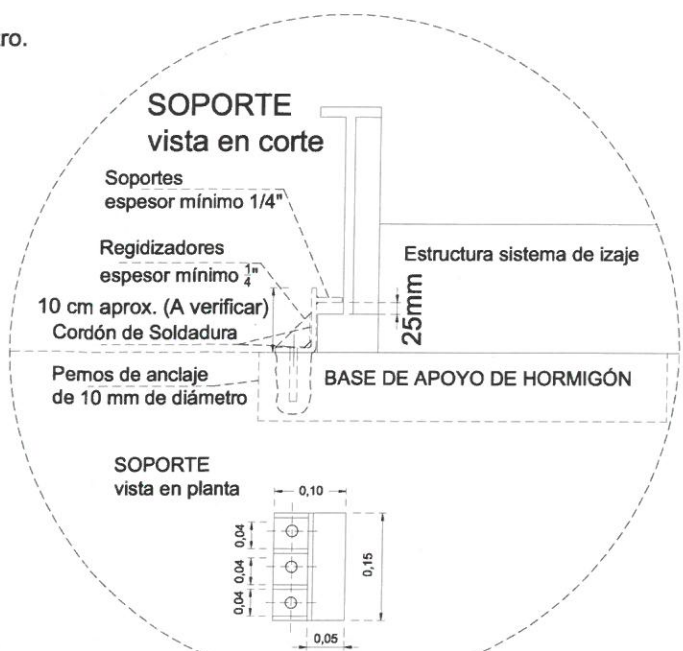 ro.
SOPORTE
vista en corte
Soportes
espesor mínimo 1/4"
Regidizadores
espesor mínimo 1/4"
10 cm aprox. (A verificar)
Cordón de Soldadura
Estructura sistema de izaje
25mm
Pernos de anclaje
de 10 mm de diámetro
BASE DE APOYO DE HORMIGÓN
SOPORTE
vista en planta
0,10
0,04
0,04
0,04
0,15
0,05